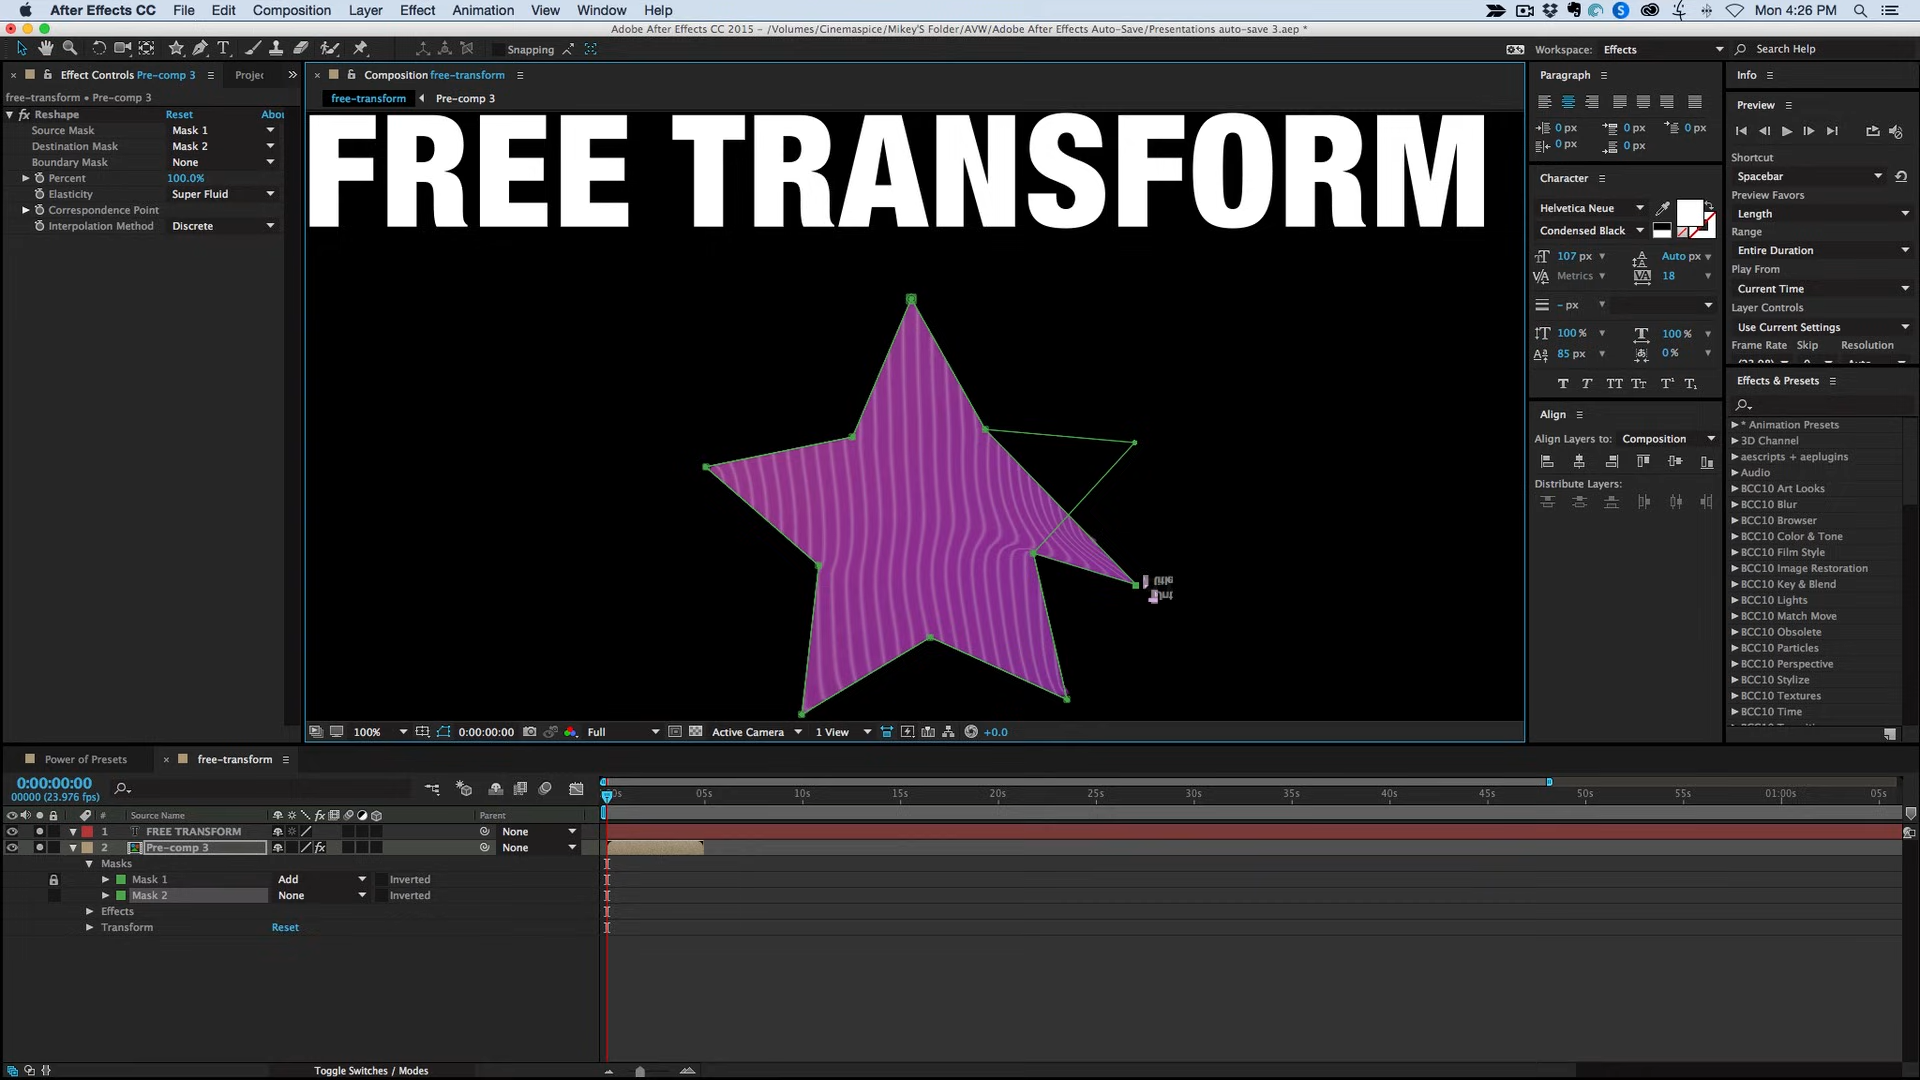 After Effects CC File Edit Composition Layer Effect Animation View Window Help Mon 4:26 PM
Adobe After Effects CC 2015 - /Volumes/Cinemaspice/Mikey'S Folder/AVW/Adobe After Effects Auto-Save/Presentations auto-save 3.aep *
Snapping Workspace: Effects Search Help
Effect Controls Pre-comp 3 Projec »
free-transform • Pre-comp 3
fx Reshape Reset Abou
Source Mask Mask 1
Destination Mask Mask 2
Boundary Mask None
Percent 100.0%
Elasticity Super Fluid
Correspondence Point
Interpolation Method Discrete
Composition free-transform
free-transform Pre-comp 3
FREE TRANSFORM
100% 0:00:00:00 Full Active Camera 1 View +0.0
Paragraph
0 px 0 px 0 px
0 px 0 px
Character
Helvetica Neue
Condensed Black
107 px Auto px
Metrics 18
- px
100 % 100 %
85 px 0 %
T T TT Tt T¹ T₁
Align
Align Layers to: Composition
Distribute Layers:
Info
Preview
Shortcut
Spacebar
Preview Favors
Length
Range
Entire Duration
Play From
Current Time
Layer Controls
Use Current Settings
Frame Rate Skip Resolution
Effects & Presets
* Animation Presets
3D Channel
aescripts + aeplugins
Audio
BCC10 Art Looks
BCC10 Blur
BCC10 Browser
BCC10 Color & Tone
BCC10 Film Style
BCC10 Image Restoration
BCC10 Key & Blend
BCC10 Lights
BCC10 Match Move
BCC10 Obsolete
BCC10 Particles
BCC10 Perspective
BCC10 Stylize
BCC10 Textures
BCC10 Time
Power of Presets free-transform
0:00:00:00
00000 (23.976 fps)
# Source Name Parent
1 FREE TRANSFORM None
2 Pre-comp 3 fx None
Masks
Mask 1 Add Inverted
Mask 2 None Inverted
Effects
Transform Reset
05s 10s 15s 20s 25s 30s 35s 40s 45s 50s 55s 01:00s 05s
Toggle Switches / Modes